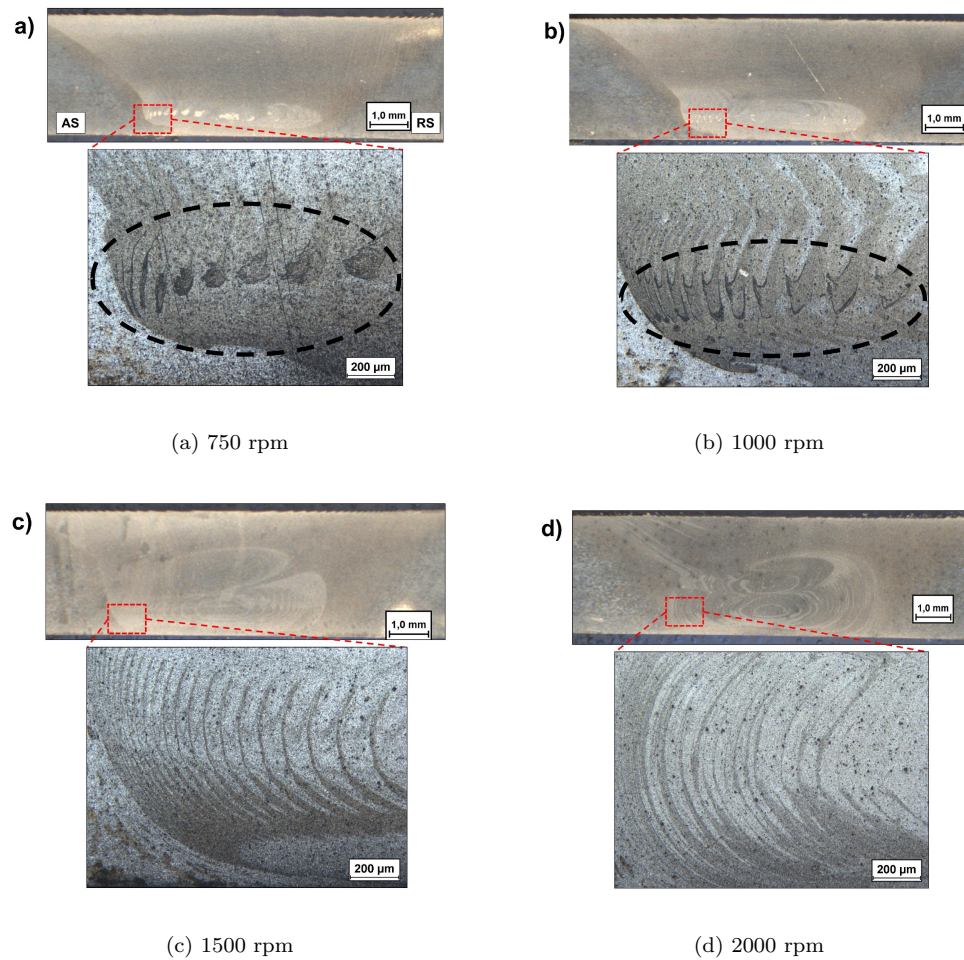 a)
AS
1,0 mm
RS
200 µm
(a) 750 rpm
b)
1,0 mm
200 µm
(b) 1000 rpm
c)
1,0 mm
200 µm
(c) 1500 rpm
d)
1,0 mm
200 µm
(d) 2000 rpm